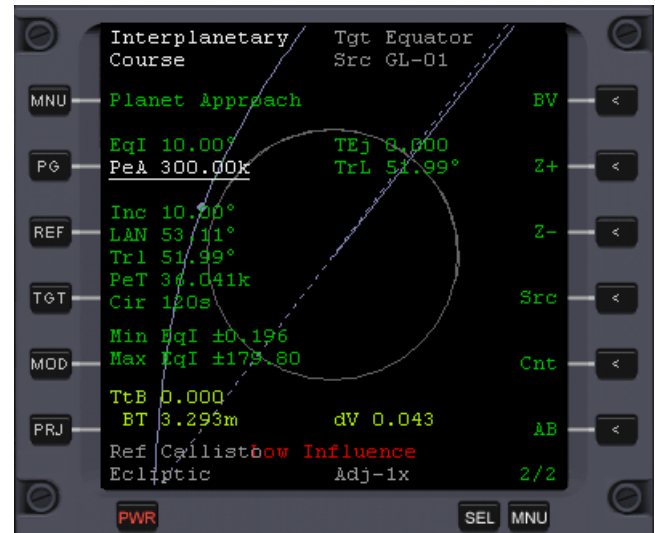 Interplanetary Tgt Equator
Course Src GL-01
MNU Planet Approach BV <
EqI 10.00° TEj 0.000
PG PeA 300.00k TrL 51.99° Z+ <
Inc 10.00°
REF LAN 53.11° Z- <
Trl 51.99°
PeT 36.041k
TGT Cir 120s Src <
Min EqI ±0.196
MOD Max EqI ±179.80 Cnt <
TtB 0.000
PRJ BT 3.293m dV 0.043 AB <
Ref Callisto Low Influence
Ecliptic Adj-1x 2/2
PWR SEL MNU